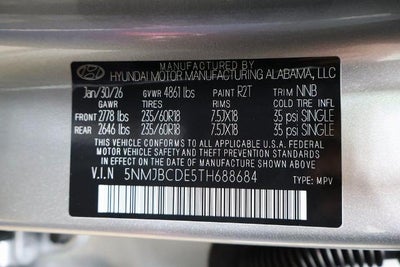 MANUFACTURED BY
HYUNDAI MOTOR MANUFACTURING ALABAMA, LLC
Jan/30/26 GVWR 4861 lbs PAINT R2T TRIM NNB
GAWR TIRES RIMS COLD TIRE INFL
FRONT 2778 lbs 235/60R18 7.5JX18 35 psi SINGLE
REAR 2646 lbs 235/60R18 7.5JX18 35 psi SINGLE
THIS VEHICLE CONFORMS TO ALL APPLICABLE U.S.A. FEDERAL
MOTOR VEHICLE SAFETY AND THEFT PREVENTION STANDARDS
IN EFFECT ON THE DATE OF MANUFACTURE SHOWN ABOVE.
V.I.N 5NMJBCDE5TH688684 TYPE: MPV